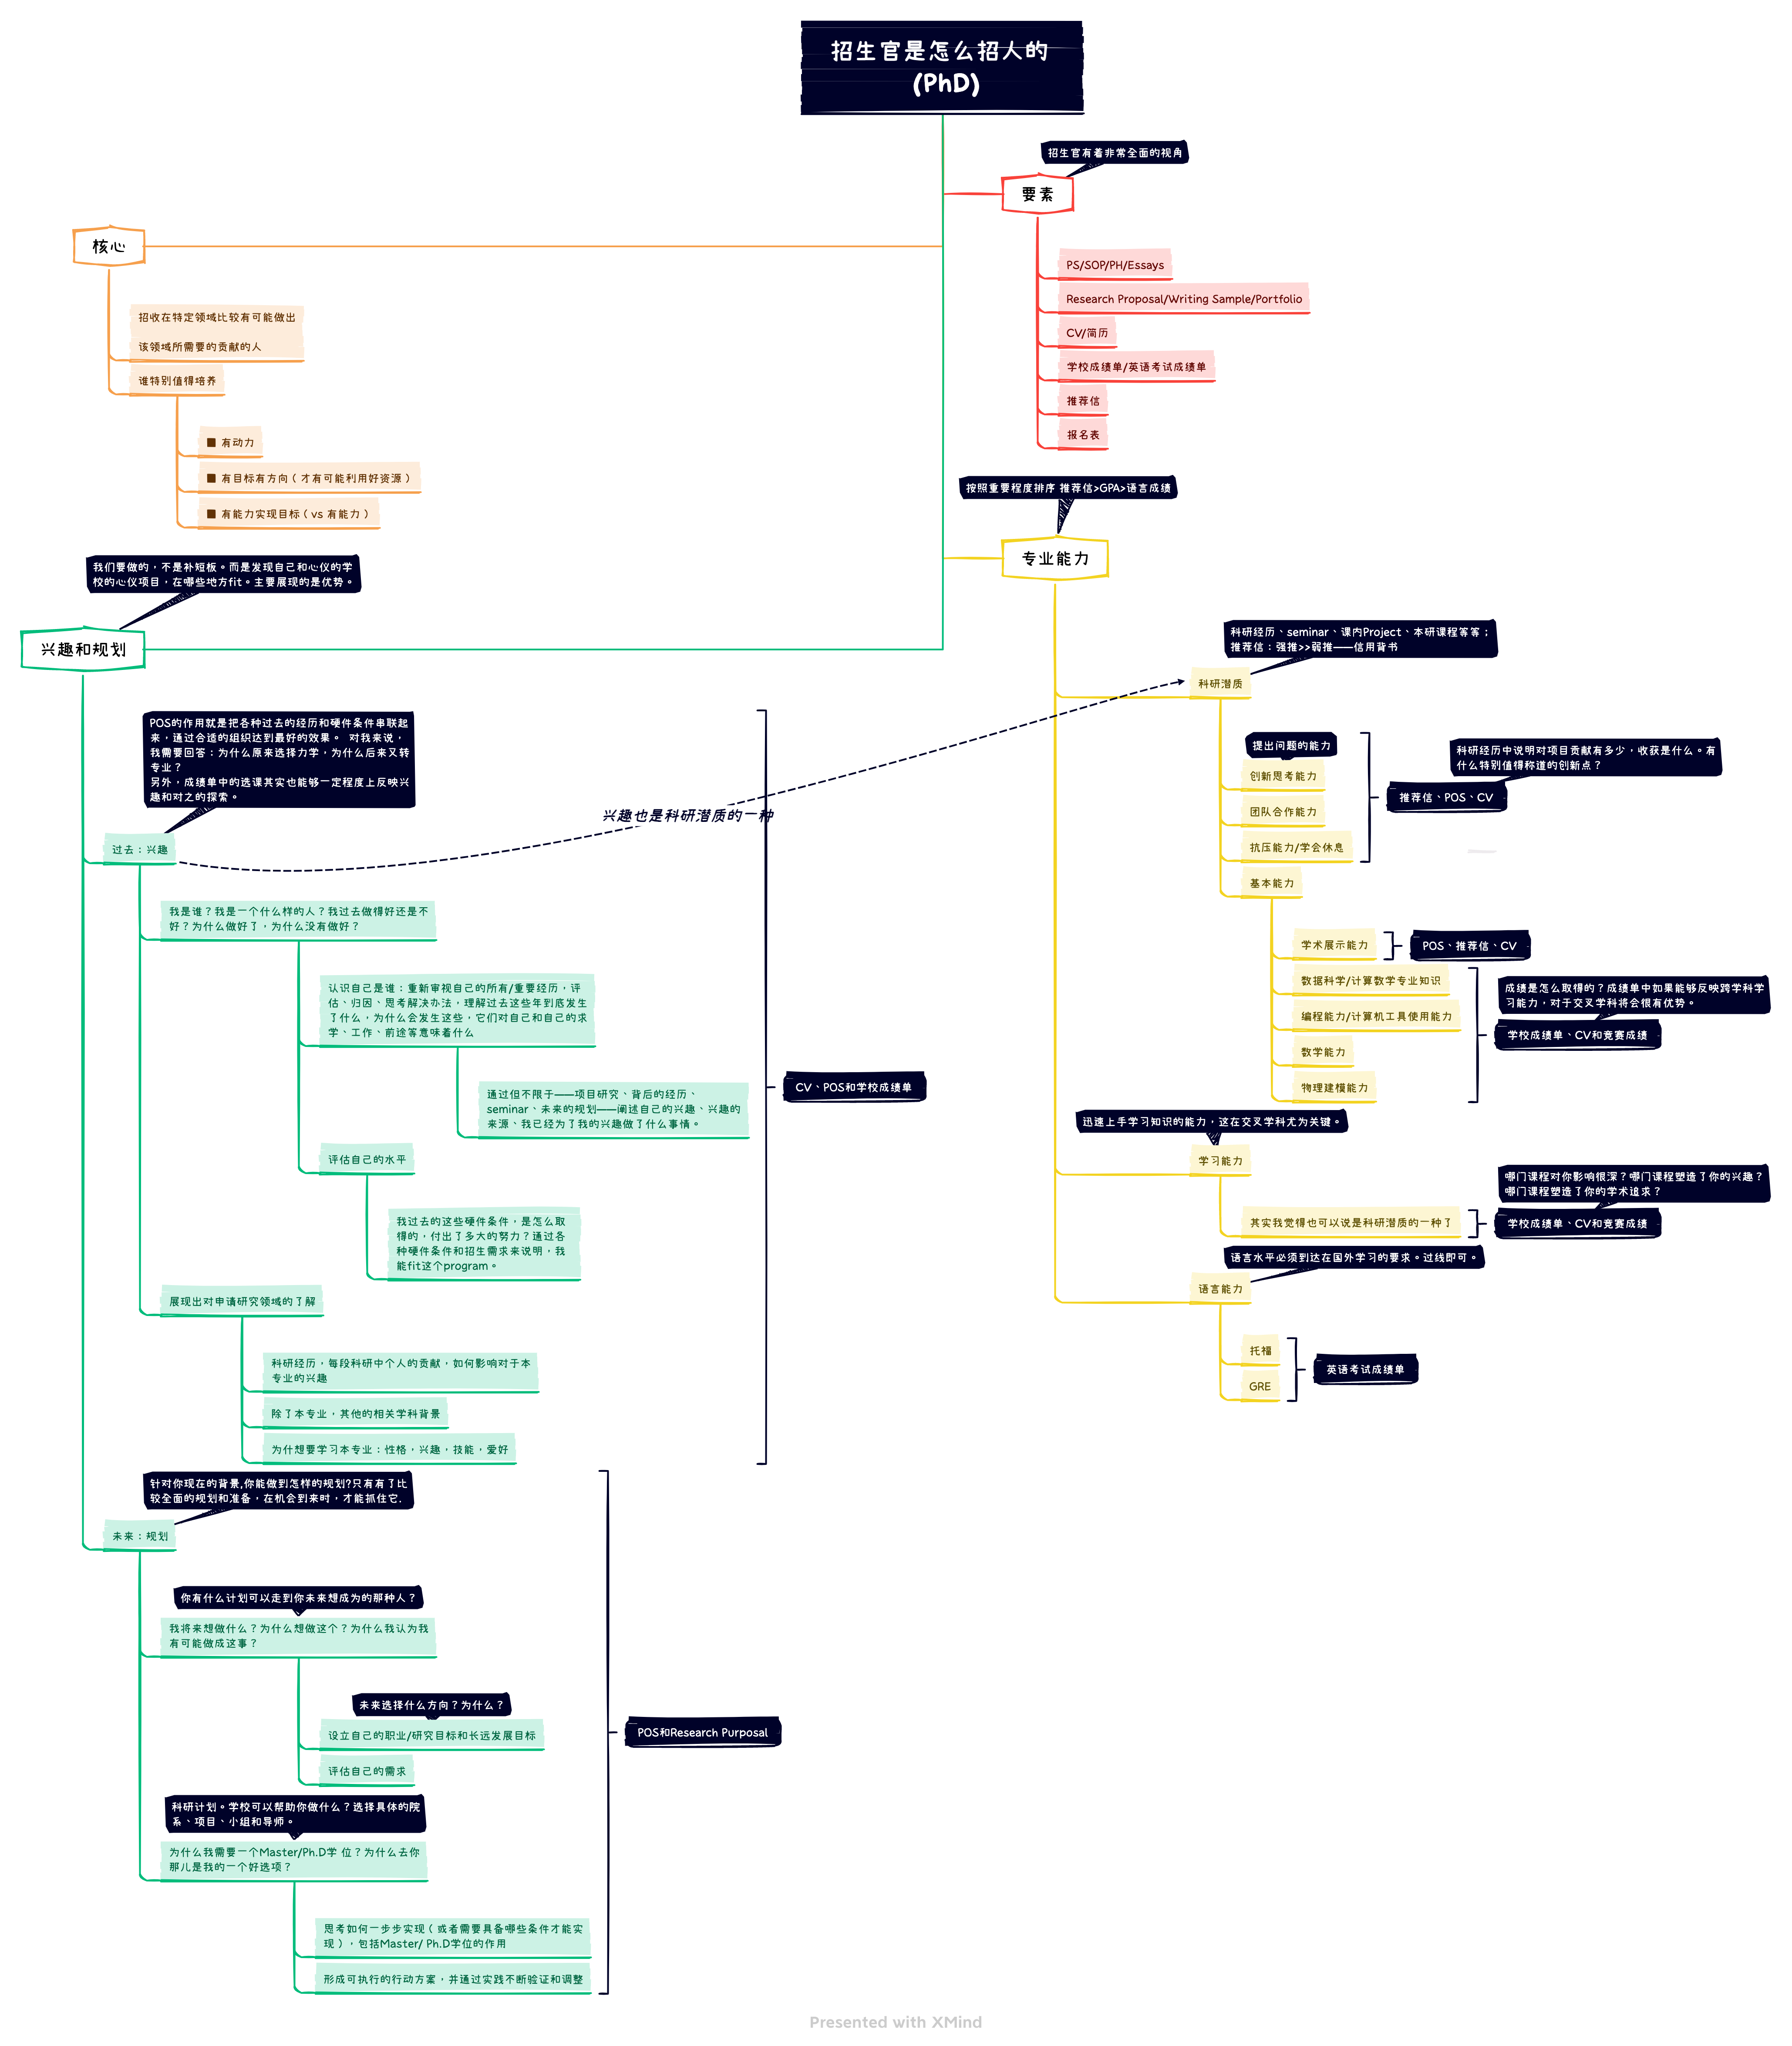 招生官是怎么招人的
(PhD)
招生官有着非常全面的视角
要素
PS/SOP/PH/Essays
Research Proposal/Writing Sample/Portfolio
CV/简历
学校成绩单/英语考试成绩单
推荐信
报名表
核心
招收在特定领域比较有可能做出
该领域所需要的贡献的人
谁特别值得培养
■ 有动力
■ 有目标有方向（才有可能利用好资源）
■ 有能力实现目标（vs 有能力）
按照重要程度排序 推荐信>GPA>语言成绩
专业能力
科研经历、seminar、课内Project、本研课程等等；
推荐信：强推>>弱推——信用背书
科研潜质
提出问题的能力
创新思考能力
团队合作能力
抗压能力/学会休息
科研经历中说明对项目贡献有多少，收获是什么。有
什么特别值得称道的创新点？
推荐信、POS、CV
基本能力
学术展示能力
POS、推荐信、CV
数据科学/计算数学专业知识
编程能力/计算机工具使用能力
数学能力
物理建模能力
成绩是怎么取得的？成绩单中如果能够反映跨学科学
习能力，对于交叉学科将会很有优势。
学校成绩单、CV和竞赛成绩
迅速上手学习知识的能力，这在交叉学科尤为关键。
学习能力
其实我觉得也可以说是科研潜质的一种了
哪门课程对你影响很深？哪门课程塑造了你的兴趣？
哪门课程塑造了你的学术追求？
学校成绩单、CV和竞赛成绩
语言水平必须到达在国外学习的要求。过线即可。
语言能力
托福
GRE
英语考试成绩单
我们要做的，不是补短板。而是发现自己和心仪的学
校的心仪项目，在哪些地方fit。主要展现的是优势。
兴趣和规划
POS的作用就是把各种过去的经历和硬件条件串联起
来，通过合适的组织达到最好的效果。 对我来说，
我需要回答：为什么原来选择力学，为什么后来又转
专业？
另外，成绩单中的选课其实也能够一定程度上反映兴
趣和对之的探索。
过去：兴趣
兴趣也是科研潜质的一种
我是谁？我是一个什么样的人？我过去做得好还是不
好？为什么做好了，为什么没有做好？
认识自己是谁：重新审视自己的所有/重要经历，评
估、归因、思考解决办法，理解过去这些年到底发生
了什么，为什么会发生这些，它们对自己和自己的求
学、工作、前途等意味着什么
通过但不限于——项目研究、背后的经历、
seminar、未来的规划——阐述自己的兴趣、兴趣的
来源、我已经为了我的兴趣做了什么事情。
评估自己的水平
我过去的这些硬件条件，是怎么取
得的，付出了多大的努力？通过各
种硬件条件和招生需求来说明，我
能fit这个program。
展现出对申请研究领域的了解
科研经历，每段科研中个人的贡献，如何影响对于本
专业的兴趣
除了本专业，其他的相关学科背景
为什想要学习本专业：性格，兴趣，技能，爱好
CV、POS和学校成绩单
针对你现在的背景,你能做到怎样的规划?只有有了比
较全面的规划和准备，在机会到来时，才能抓住它.
未来：规划
你有什么计划可以走到你未来想成为的那种人？
我将来想做什么？为什么想做这个？为什么我认为我
有可能做成这事？
未来选择什么方向？为什么？
设立自己的职业/研究目标和长远发展目标
评估自己的需求
科研计划。学校可以帮助你做什么？选择具体的院
系、项目、小组和导师。
为什么我需要一个Master/Ph.D学 位？为什么去你
那儿是我的一个好选项？
思考如何一步步实现（或者需要具备哪些条件才能实
现），包括Master/ Ph.D学位的作用
形成可执行的行动方案，并通过实践不断验证和调整
POS和Research Purposal
Presented with XMind